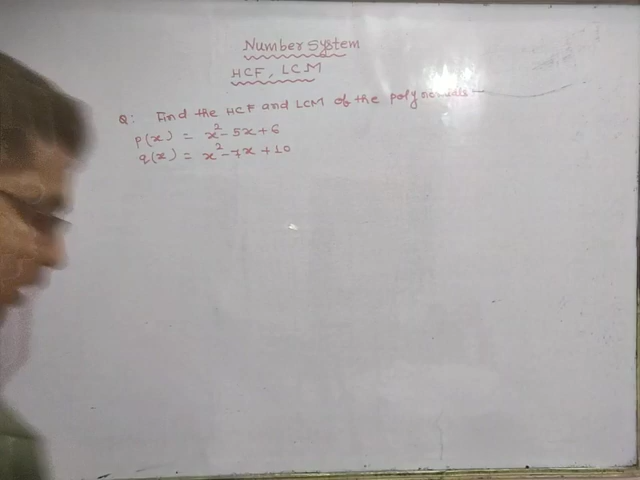 Number System
HCF, LCM
Q: Find the HCF and LCM of the polynomials -
p(x) = x² - 5x + 6
q(x) = x² - 7x + 10